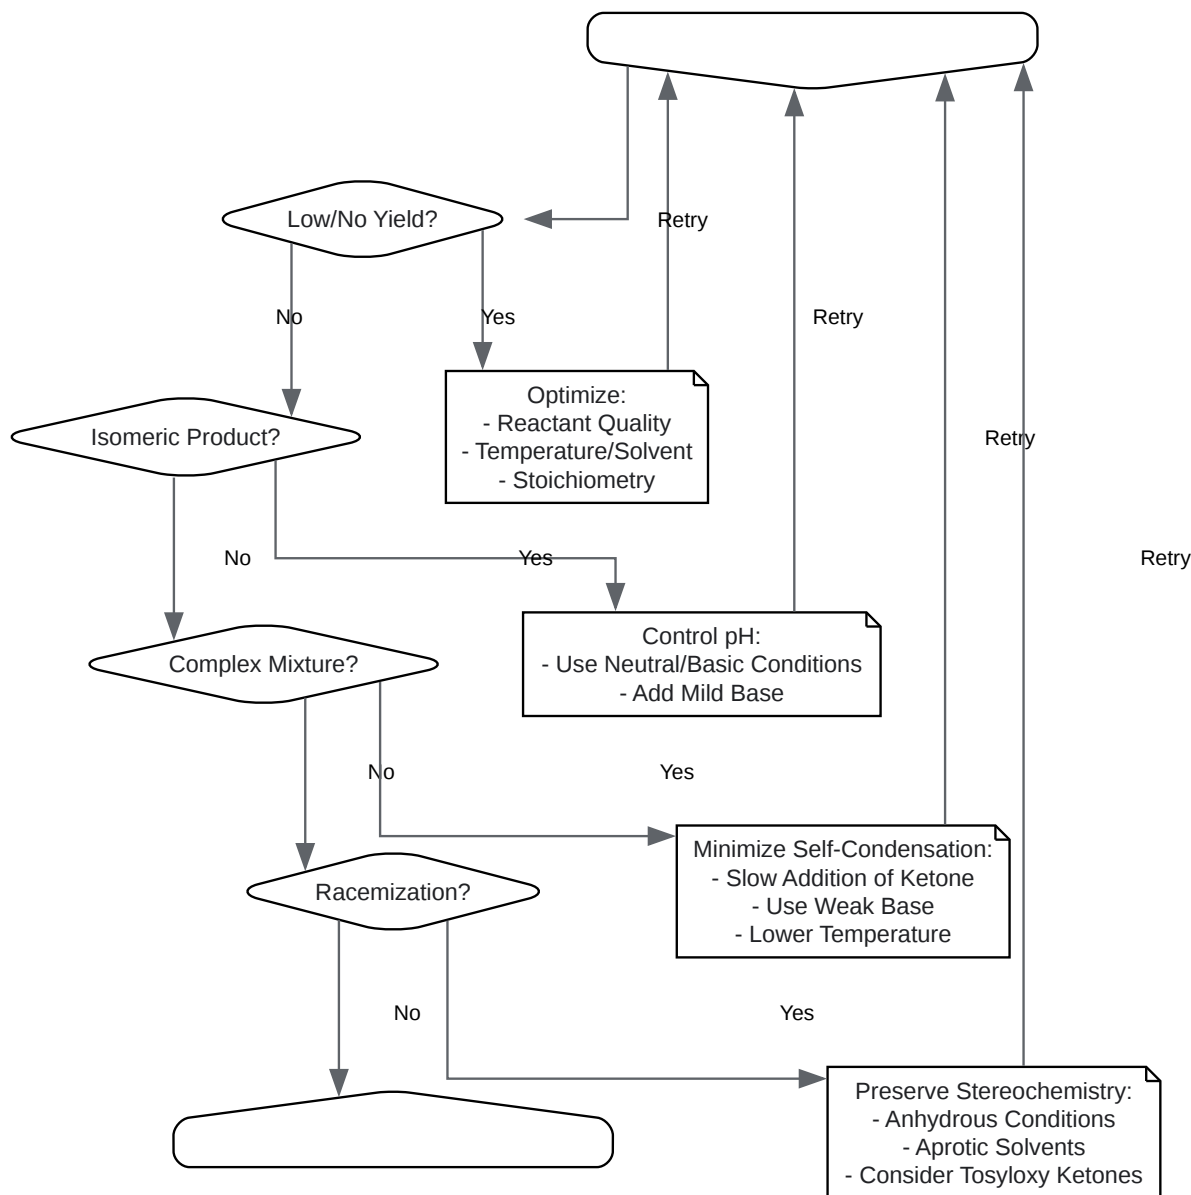 Low/No Yield?
Retry
No
Yes
Retry
Optimize:
- Reactant Quality
- Temperature/Solvent
- Stoichiometry
Isomeric Product?
Retry
No
Yes
Retry
Control pH:
- Use Neutral/Basic Conditions
- Add Mild Base
Complex Mixture?
No
Yes
Minimize Self-Condensation:
- Slow Addition of Ketone
- Use Weak Base
- Lower Temperature
Racemization?
No
Yes
Preserve Stereochemistry:
- Anhydrous Conditions
- Aprotic Solvents
- Consider Tosyloxy Ketones